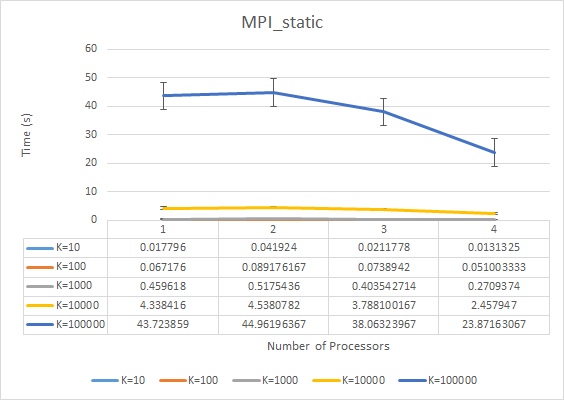 MPI_static
60
50
40
30
20
10
0
Time (s)
1 2 3 4
K=10 0.017796 0.041924 0.0211778 0.0131325
K=100 0.067176 0.089176167 0.0738942 0.051003333
K=1000 0.459618 0.5175436 0.403542714 0.2709374
K=10000 4.338416 4.5380782 3.788100167 2.457947
K=100000 43.723859 44.96196367 38.06323967 23.87163067
Number of Processors
K=10 K=100 K=1000 K=10000 K=100000